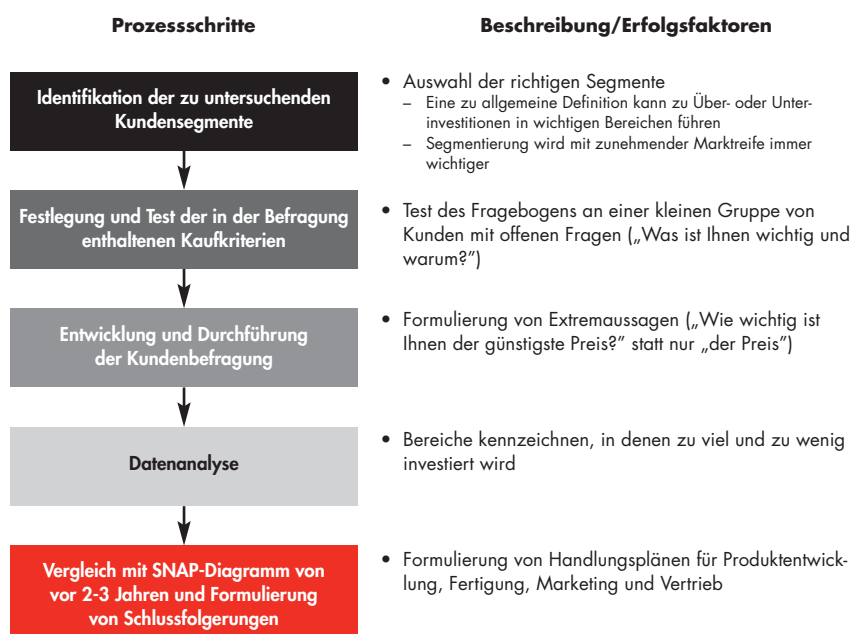 Prozessschritte
Beschreibung/Erfolgsfaktoren
Identifikation der zu untersuchenden
Kundensegmente
• Auswahl der richtigen Segmente
– Eine zu allgemeine Definition kann zu Über- oder Unter-
investitionen in wichtigen Bereichen führen
– Segmentierung wird mit zunehmender Marktreife immer
wichtiger
Festlegung und Test der in der Befragung
enthaltenen Kaufkriterien
• Test des Fragebogens an einer kleinen Gruppe von
Kunden mit offenen Fragen („Was ist Ihnen wichtig und
warum?”)
Entwicklung und Durchführung
der Kundenbefragung
• Formulierung von Extremaussagen („Wie wichtig ist
Ihnen der günstigste Preis?” statt nur „der Preis”)
Datenanalyse
• Bereiche kennzeichnen, in denen zu viel und zu wenig
investiert wird
Vergleich mit SNAP-Diagramm von
vor 2-3 Jahren und Formulierung
von Schlussfolgerungen
• Formulierung von Handlungsplänen für Produktentwick-
lung, Fertigung, Marketing und Vertrieb